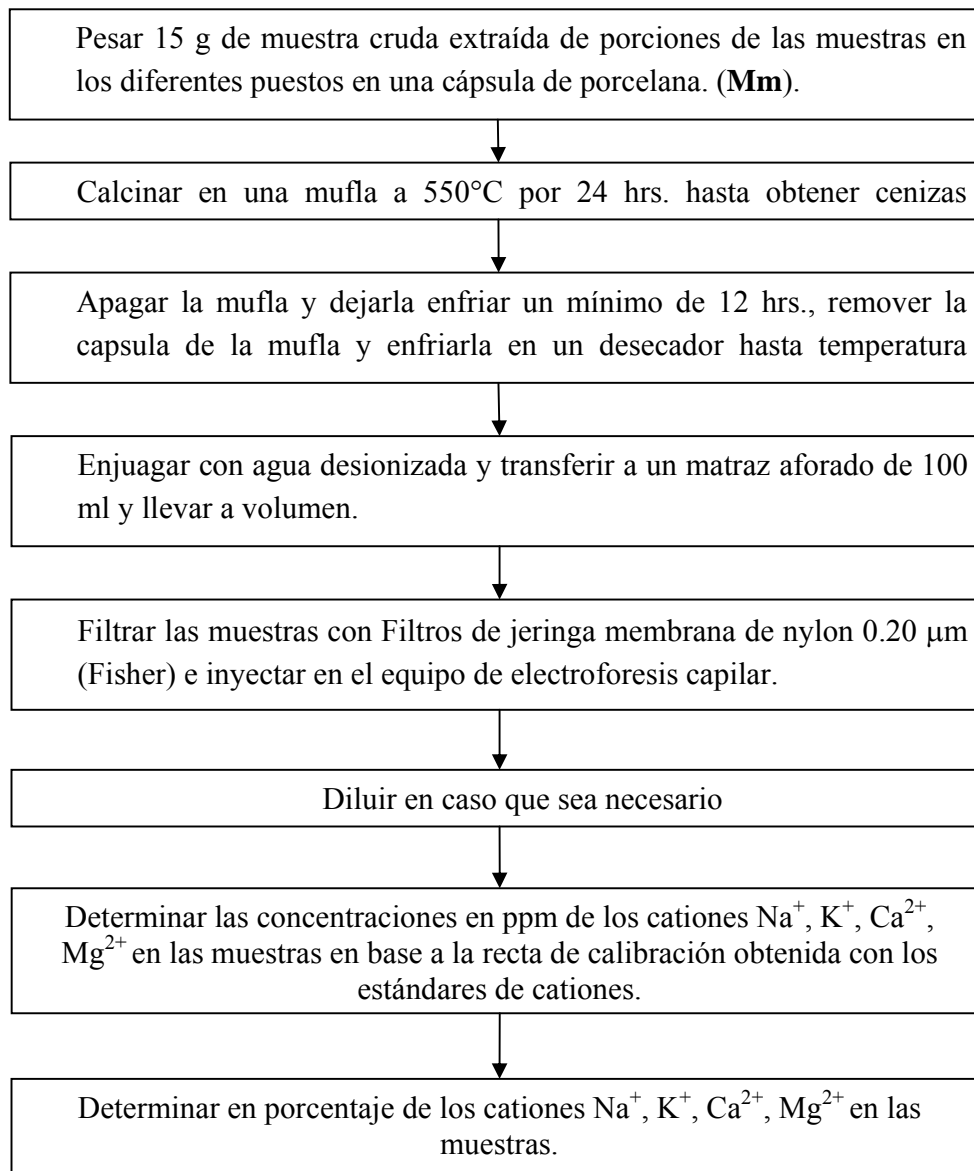 Pesar 15 g de muestra cruda extraída de porciones de las muestras en
los diferentes puestos en una cápsula de porcelana. (Mm).
Calcinar en una mufla a 550°C por 24 hrs. hasta obtener cenizas
Apagar la mufla y dejarla enfriar un mínimo de 12 hrs., remover la
capsula de la mufla y enfriarla en un desecador hasta temperatura
Enjuagar con agua desionizada y transferir a un matraz aforado de 100
ml y llevar a volumen.
Filtrar las muestras con Filtros de jeringa membrana de nylon 0.20 μm
(Fisher) e inyectar en el equipo de electroforesis capilar.
Diluir en caso que sea necesario
Determinar las concentraciones en ppm de los cationes Na⁺, K⁺, Ca²⁺,
Mg²⁺ en las muestras en base a la recta de calibración obtenida con los
estándares de cationes.
Determinar en porcentaje de los cationes Na⁺, K⁺, Ca²⁺, Mg²⁺ en las
muestras.